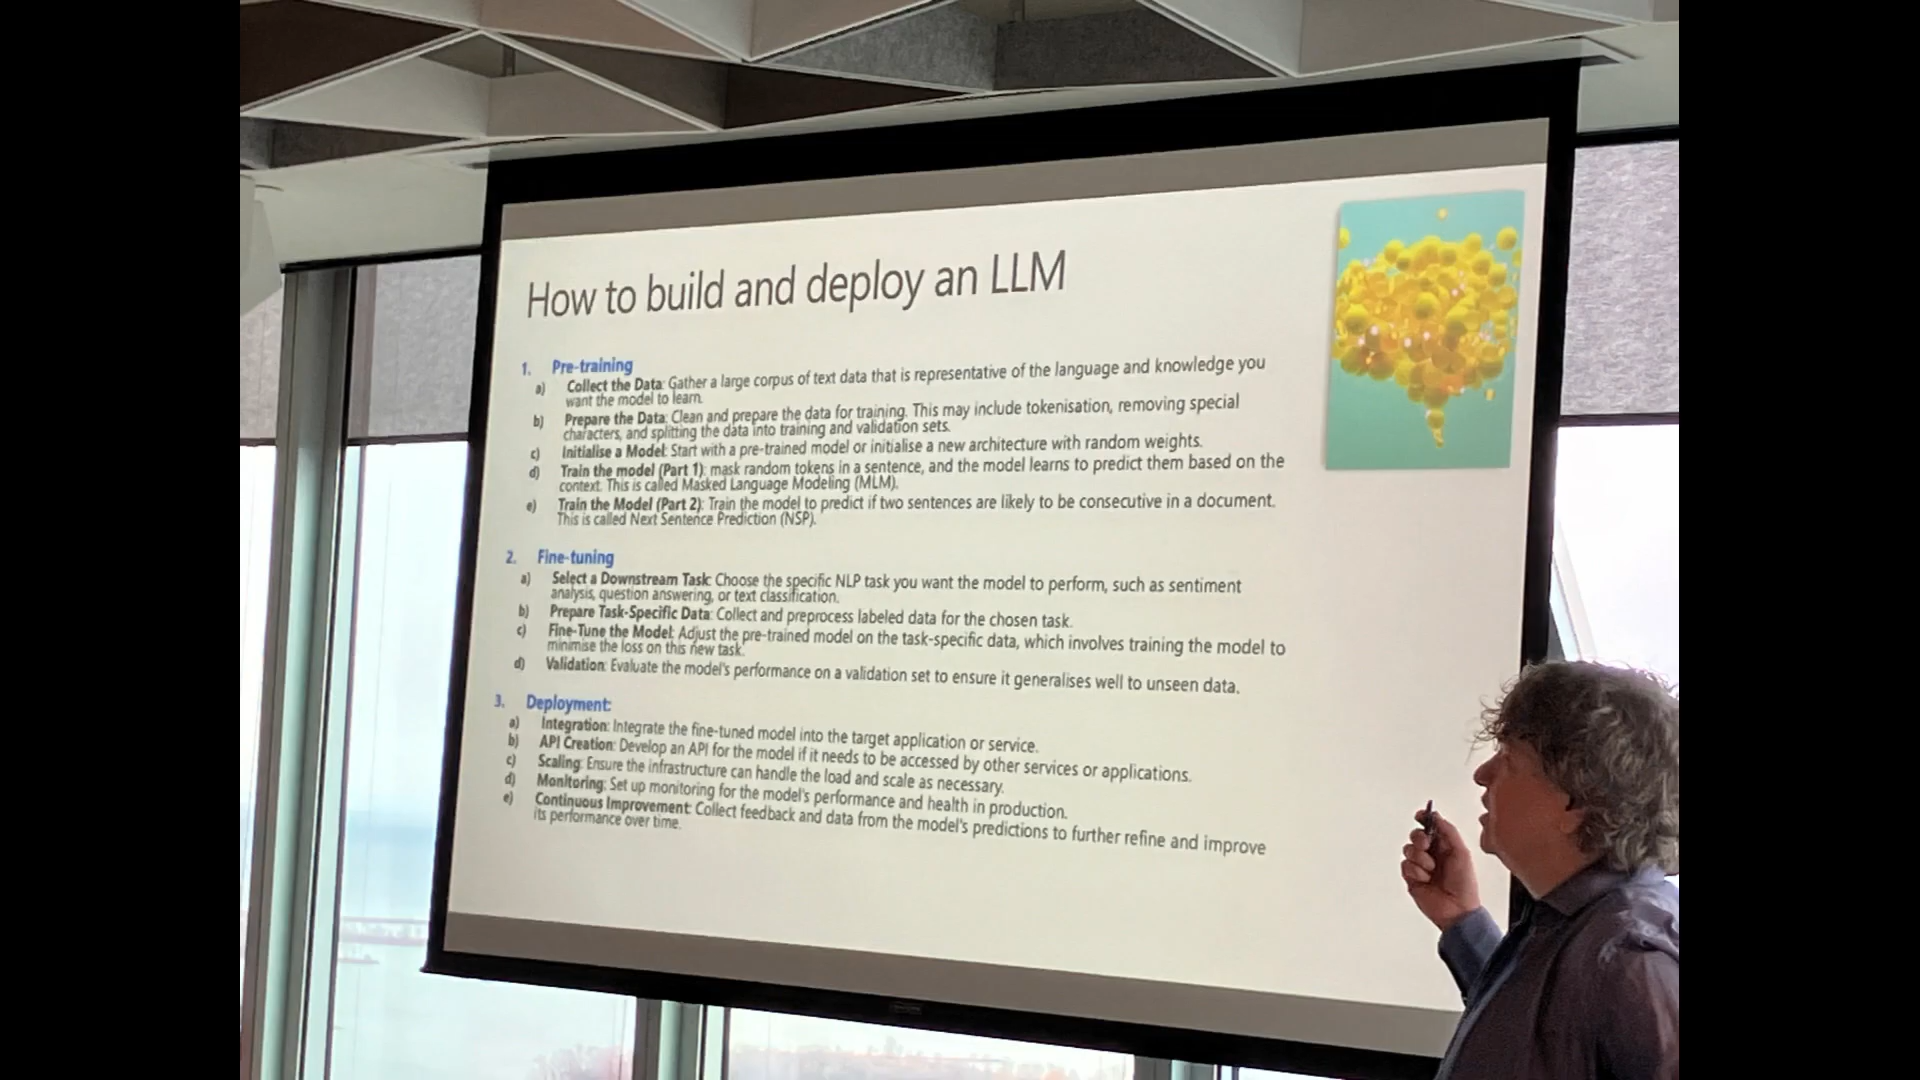 How to build and deploy an LLM
1. Pre-training
a) Collect the Data: Gather a large corpus of text data that is representative of the language and knowledge you
want the model to learn.
b) Prepare the Data: Clean and prepare the data for training. This may include tokenisation, removing special
characters, and splitting the data into training and validation sets.
c) Initialise a Model: Start with a pre-trained model or initialise a new architecture with random weights.
d) Train the model (Part 1): mask random tokens in a sentence, and the model learns to predict them based on the
context. This is called Masked Language Modeling (MLM).
e) Train the Model (Part 2): Train the model to predict if two sentences are likely to be consecutive in a document.
This is called Next Sentence Prediction (NSP).
2. Fine-tuning
a) Select a Downstream Task: Choose the specific NLP task you want the model to perform, such as sentiment
analysis, question answering, or text classification.
b) Prepare Task-Specific Data: Collect and preprocess labeled data for the chosen task.
c) Fine-Tune the Model: Adjust the pre-trained model on the task-specific data, which involves training the model to
minimise the loss on this new task.
d) Validation: Evaluate the model's performance on a validation set to ensure it generalises well to unseen data.
3. Deployment:
a) Integration: Integrate the fine-tuned model into the target application or service.
b) API Creation: Develop an API for the model if it needs to be accessed by other services or applications.
c) Scaling: Ensure the infrastructure can handle the load and scale as necessary.
d) Monitoring: Set up monitoring for the model's performance and health in production.
e) Continuous Improvement: Collect feedback and data from the model's predictions to further refine and improve
its performance over time.